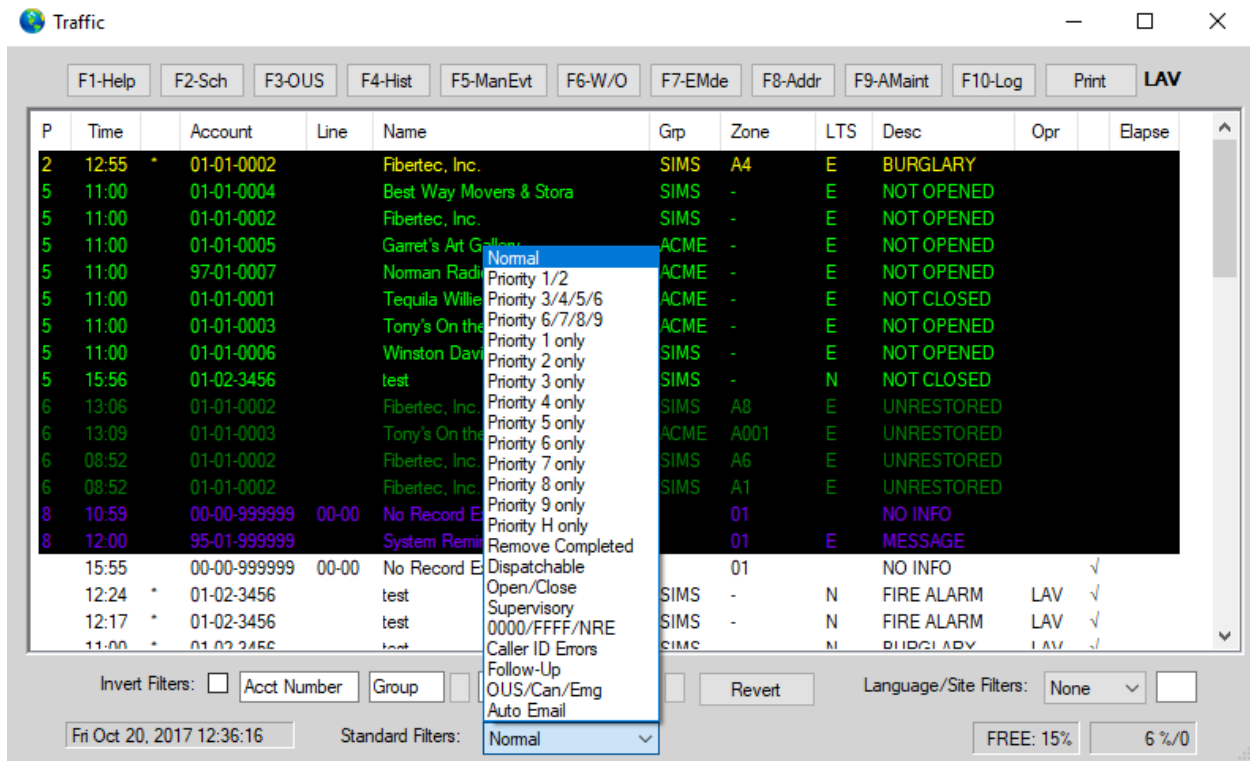 Traffic
F1-Help F2-Sch F3-OUS F4-Hist F5-ManEvt F6-W/O F7-EMde F8-Addr F9-AMaint F10-Log Print LAV
P Time Account Line Name Grp Zone LTS Desc Opr Elapse
2 12:55 * 01-01-0002 Fibertec, Inc. SIMS A4 E BURGLARY
5 11:00 01-01-0004 Best Way Movers & Stora SIMS - E NOT OPENED
5 11:00 01-01-0002 Fibertec, Inc. SIMS - E NOT OPENED
5 11:00 01-01-0005 Garret's Art Gallery ACME - E NOT OPENED
5 11:00 97-01-0007 Norman Radi ACME - E NOT OPENED
5 11:00 01-01-0001 Tequila Willie ACME - E NOT CLOSED
5 11:00 01-01-0003 Tony's On the ACME - E NOT OPENED
5 11:00 01-01-0006 Winston Davi SIMS - E NOT OPENED
5 15:56 01-02-3456 test SIMS - N NOT CLOSED
6 13:06 01-01-0002 Fibertec, Inc. SIMS A8 E UNRESTORED
6 13:09 01-01-0003 Tony's On the ACME A001 E UNRESTORED
6 08:52 01-01-0002 Fibertec, Inc. SIMS A6 E UNRESTORED
6 08:52 01-01-0002 Fibertec, Inc. SIMS A1 E UNRESTORED
8 10:59 00-00-999999 00-00 No Record E 01 NO INFO
8 12:00 95-01-999999 System Remin 01 E MESSAGE
15:55 00-00-999999 00-00 No Record E 01 NO INFO √
12:24 * 01-02-3456 test SIMS - N FIRE ALARM LAV √
12:17 * 01-02-3456 test SIMS - N FIRE ALARM LAV √
11:00 * 01-02-3456 test SIMS N BURGLARY LAV √
Normal
Priority 1/2
Priority 3/4/5/6
Priority 6/7/8/9
Priority 1 only
Priority 2 only
Priority 3 only
Priority 4 only
Priority 5 only
Priority 6 only
Priority 7 only
Priority 8 only
Priority 9 only
Priority H only
Remove Completed
Dispatchable
Open/Close
Supervisory
0000/FFFF/NRE
Caller ID Errors
Follow-Up
OUS/Can/Emg
Auto Email
Invert Filters: Acct Number Group Revert Language/Site Filters: None
Fri Oct 20, 2017 12:36:16 Standard Filters: Normal FREE: 15% 6 %/0